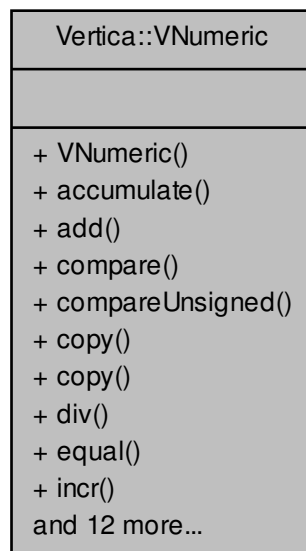 Vertica::VNumeric
+ VNumeric()
+ accumulate()
+ add()
+ compare()
+ compareUnsigned()
+ copy()
+ copy()
+ div()
+ equal()
+ incr()
and 12 more...